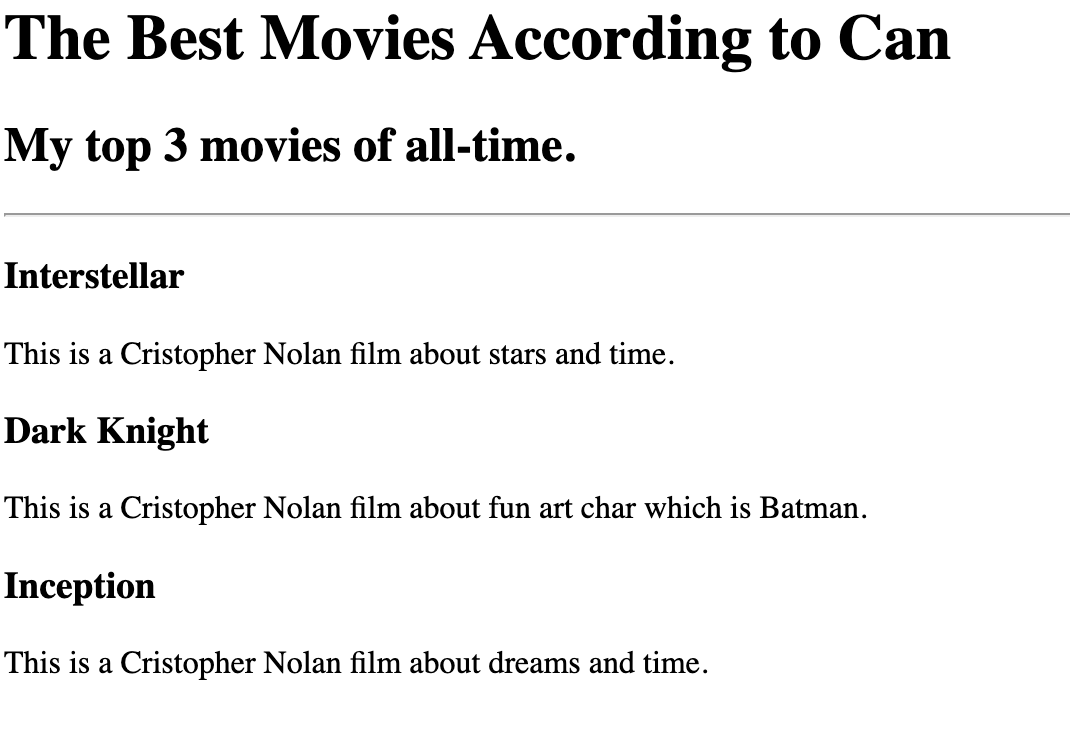 The Best Movies According to Can
My top 3 movies of all-time.
Interstellar
This is a Cristopher Nolan film about stars and time.
Dark Knight
This is a Cristopher Nolan film about fun art char which is Batman.
Inception
This is a Cristopher Nolan film about dreams and time.